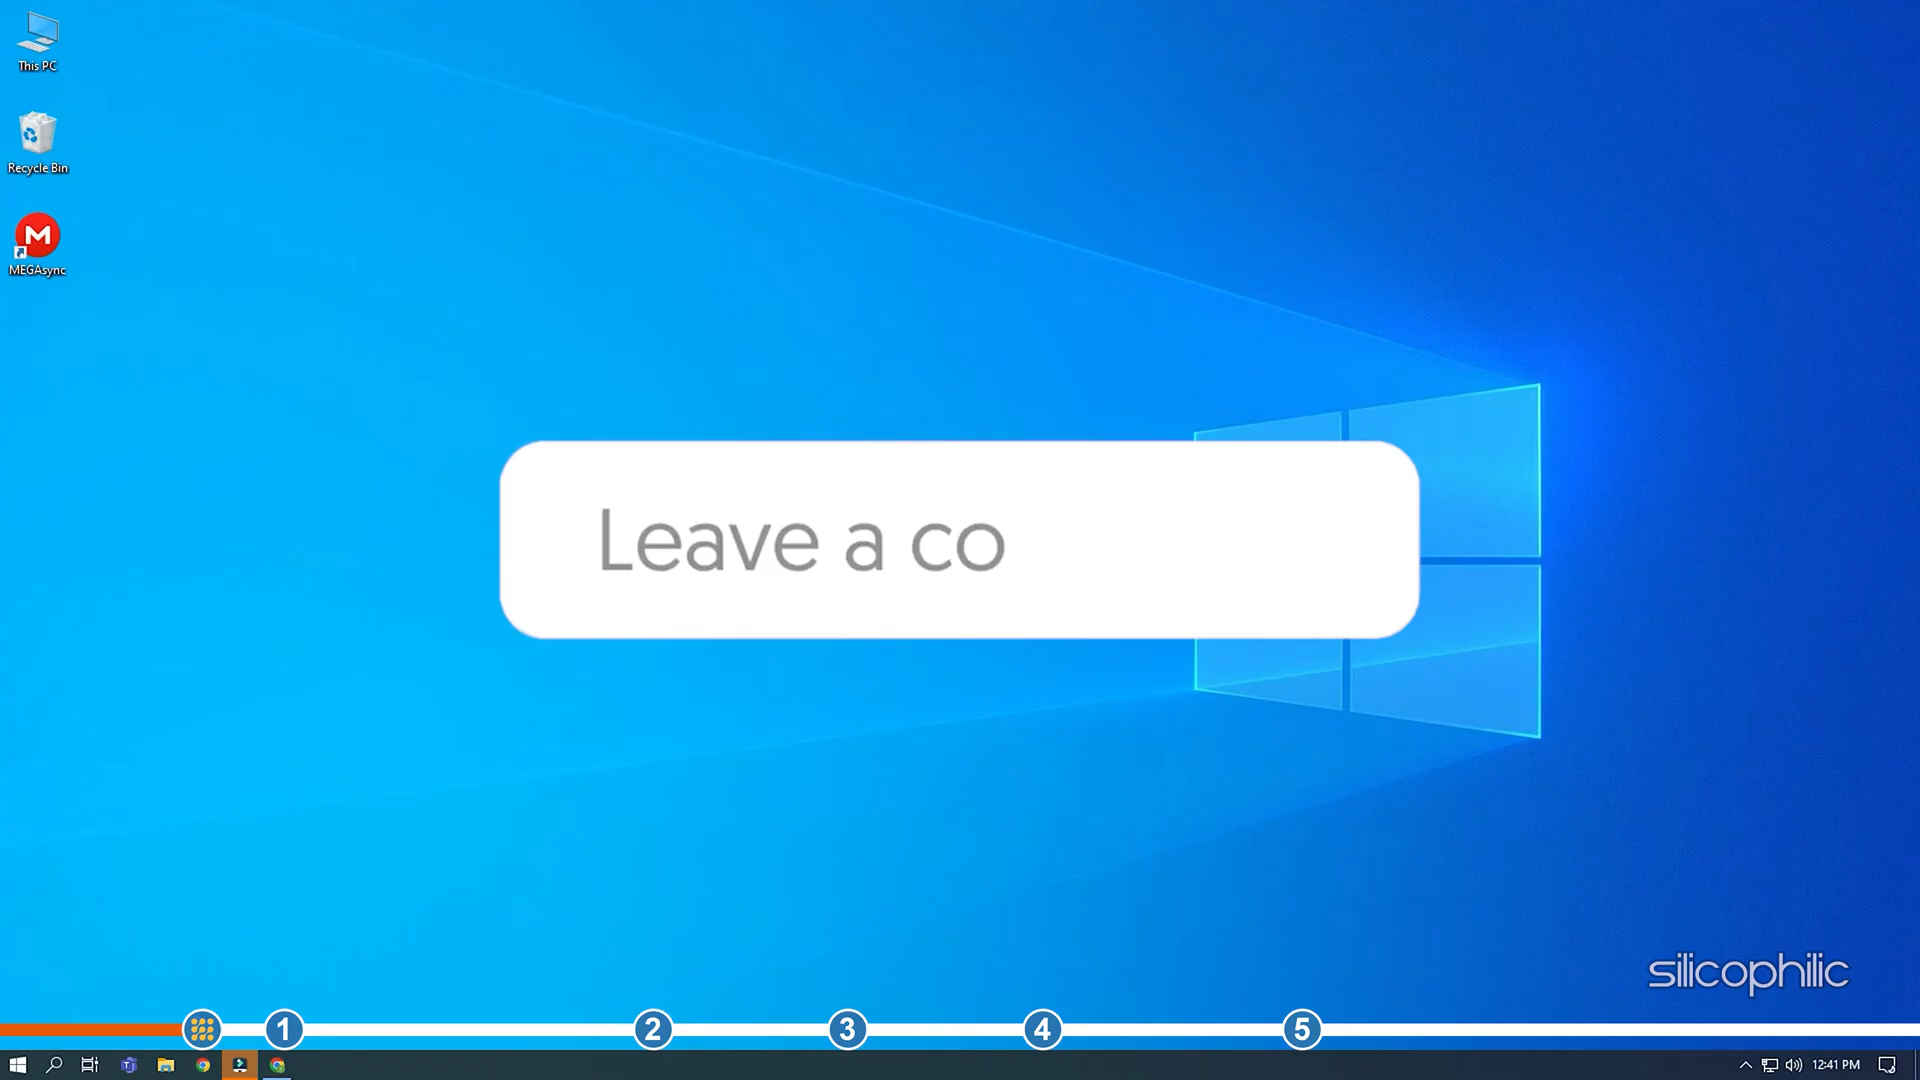 This PC
Recycle Bin
M
MEGAsync
Leave a co
silicophilic
1 2 3 4 5
12:41 PM